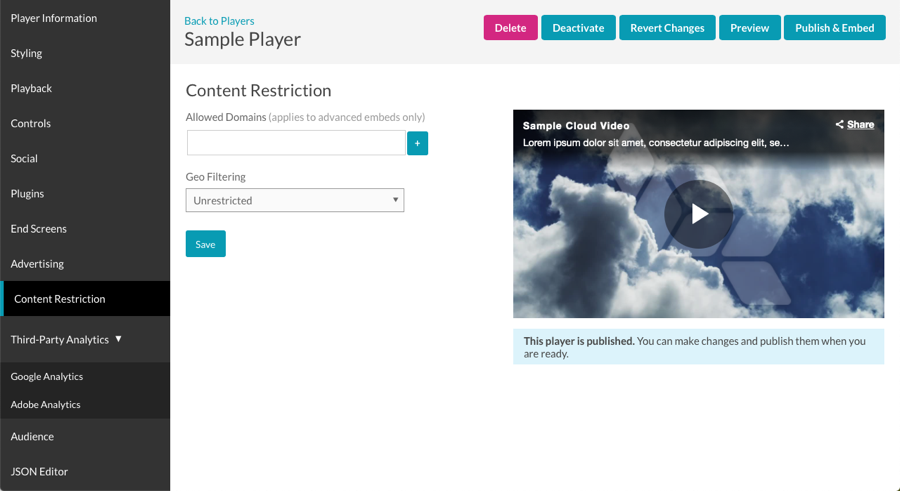 Player Information
Styling
Playback
Controls
Social
Plugins
End Screens
Advertising
Content Restriction
Third-Party Analytics ▼
Google Analytics
Adobe Analytics
Audience
JSON Editor
Back to Players
Sample Player
Delete
Deactivate
Revert Changes
Preview
Publish & Embed
Content Restriction
Allowed Domains (applies to advanced embeds only)
+
Geo Filtering
Unrestricted ▼
Save
Sample Cloud Video
Share
Lorem ipsum dolor sit amet, consectetur adipiscing elit, se...
This player is published. You can make changes and publish them when you
are ready.